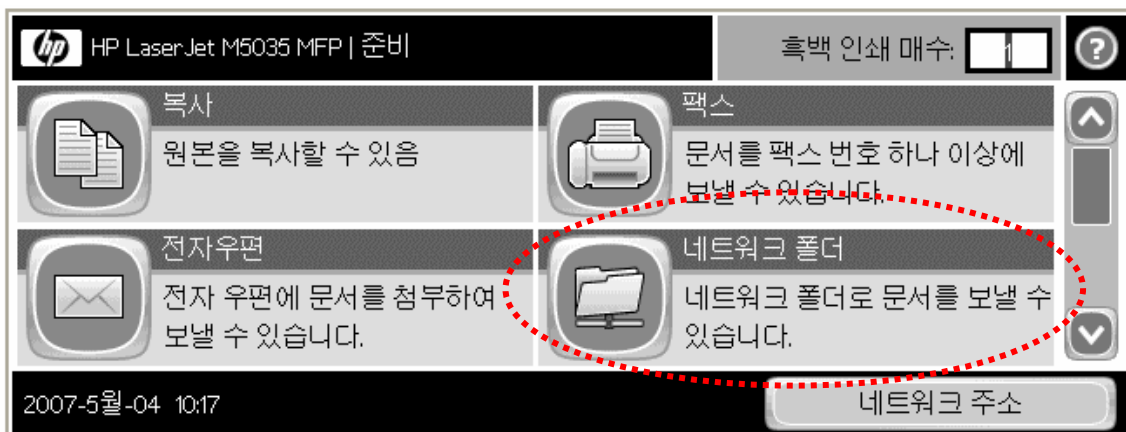 hp HP LaserJet M5035 MFP | 준비
흑백 인쇄 매수: 1
?
복사
원본을 복사할 수 있음
팩스
문서를 팩스 번호 하나 이상에
보낼 수 있습니다.
전자우편
전자 우편에 문서를 첨부하여
보낼 수 있습니다.
네트워크 폴더
네트워크 폴더로 문서를 보낼 수
있습니다.
2007-5월-04 10:17
네트워크 주소